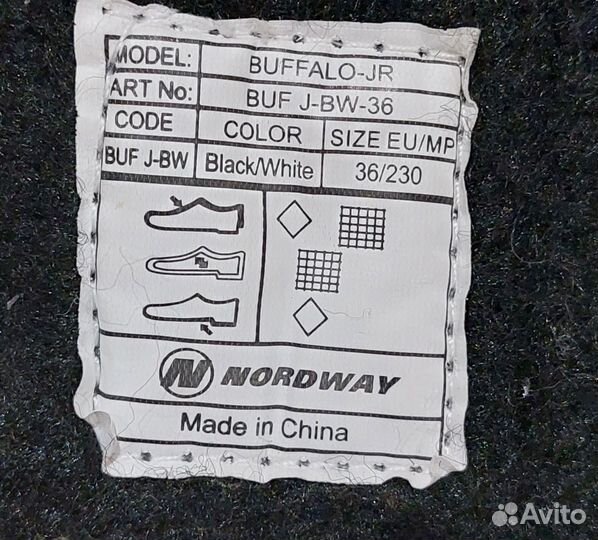 MODEL: BUFFALO-JR
ART No: BUF J-BW-36
CODE COLOR SIZE EU/MP
BUF J-BW Black/White 36/230
NORDWAY
Made in China
Avito